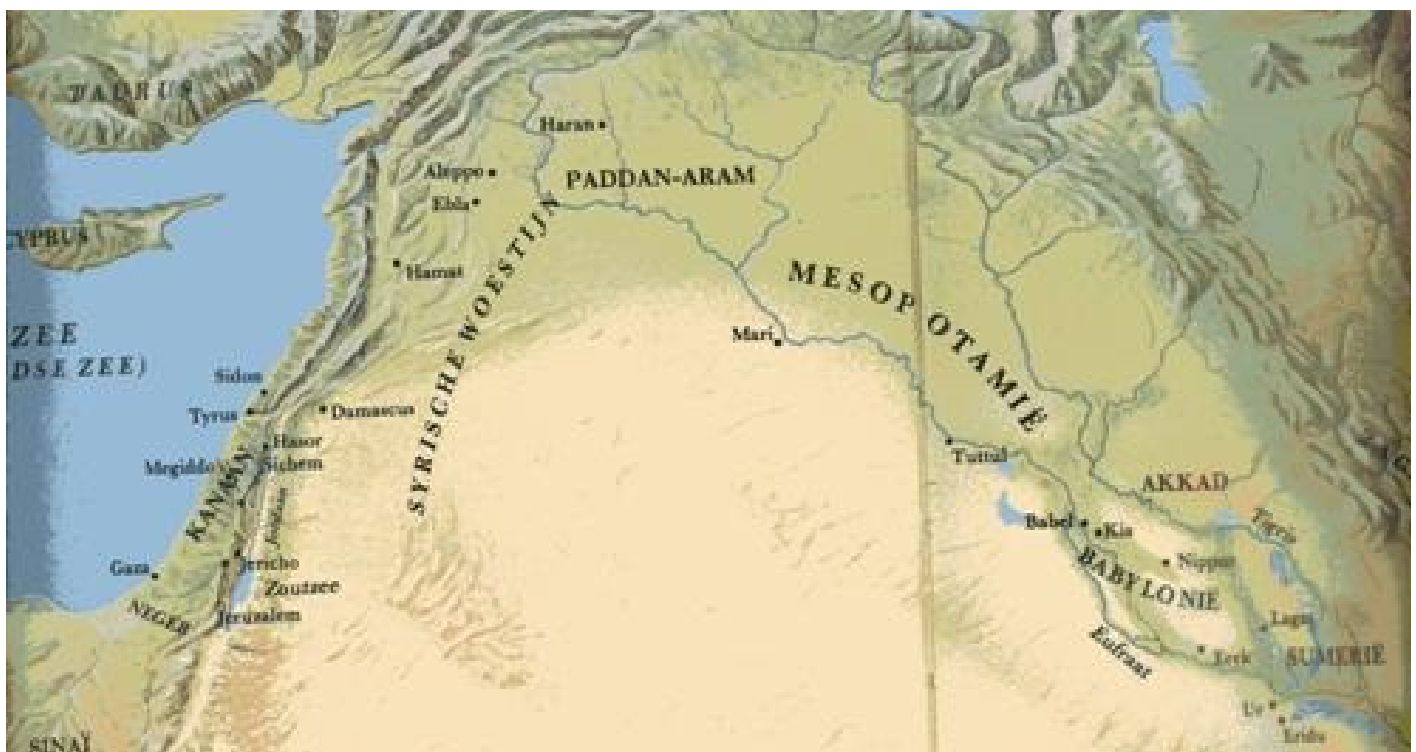 TAURUS
Haran
Aleppo
PADDAN-ARAM
Ebla
CYPRUS
Hamat
SYRISCHE WOESTIJN
MESOPOTAMIE
ZEE
DSE ZEE)
Mari
Sidon
Tyrus
Damascus
Hasor
Megiddo
Sichem
KANAÄN
Jordaan
Tuttul
AKKAD
Tigris
Babel
Kis
Nippur
BABYLONIE
Gaza
Jericho
Zoutzee
NEGEB
Jeruzalem
Lagas
Eufraat
Erek
SUMERIE
Ur
Eridu
SINAÏ